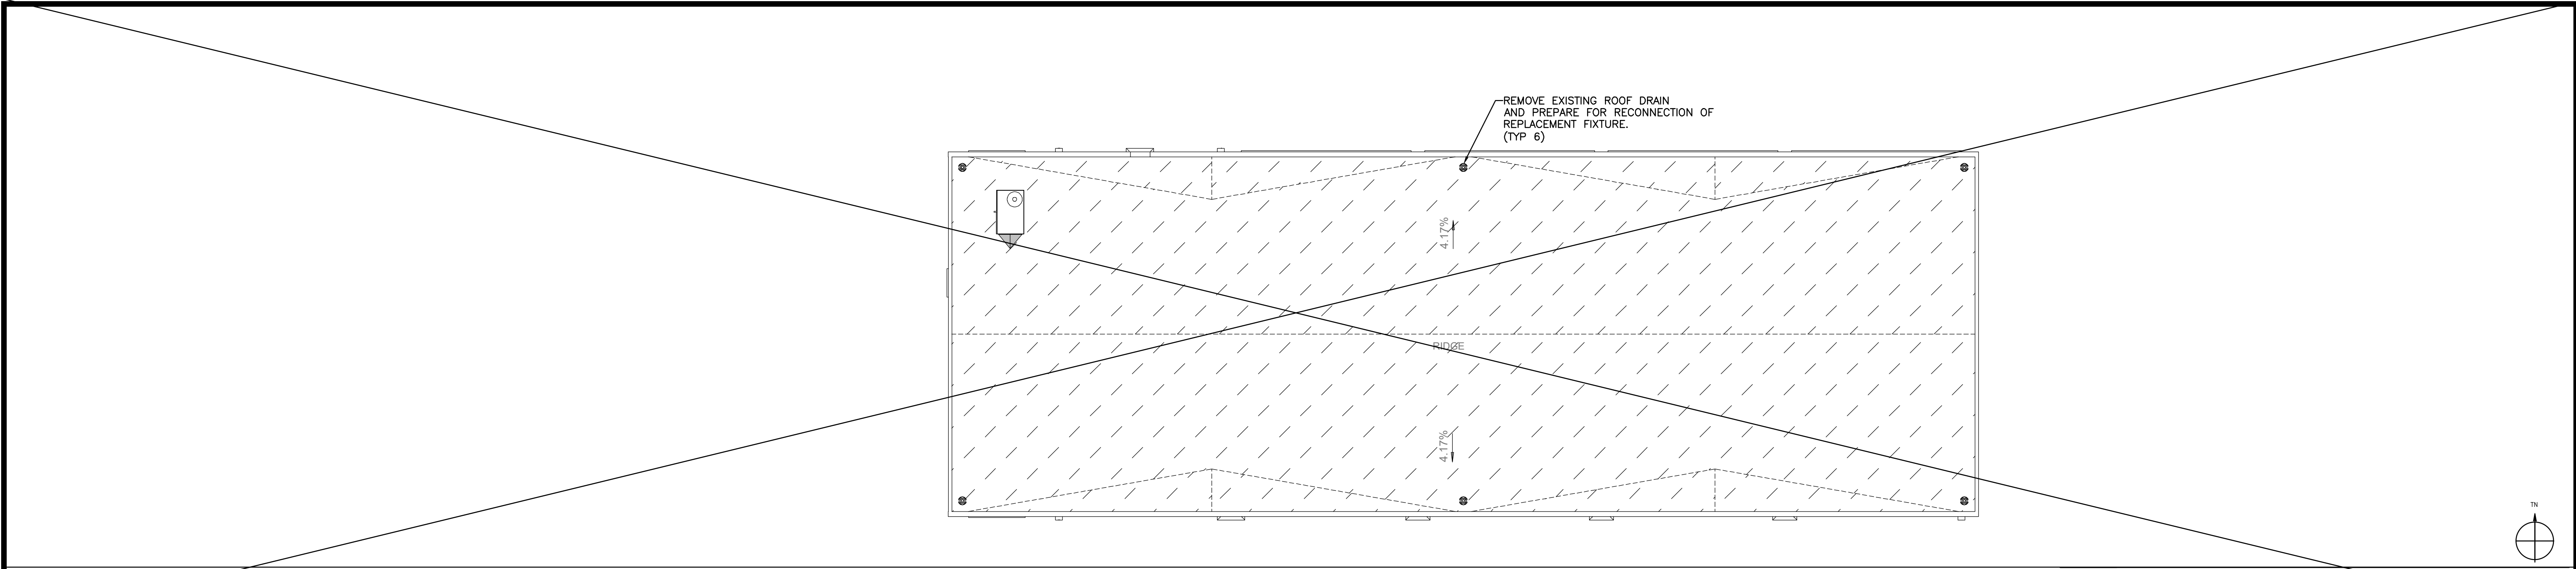 REMOVE EXISTING ROOF DRAIN
AND PREPARE FOR RECONNECTION OF
REPLACEMENT FIXTURE.
(TYP 6)
4.17%
RIDGE
4.17%
TN